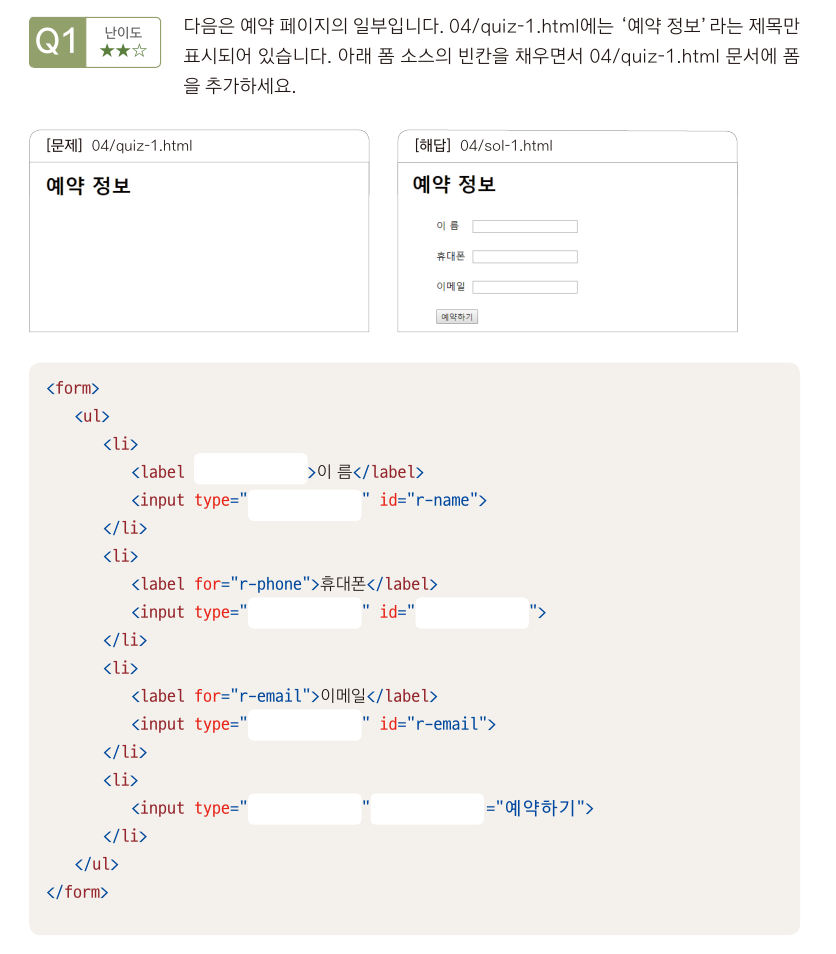 Q1 난이도
★★☆
다음은 예약 페이지의 일부입니다. 04/quiz-1.html에는 ‘예약 정보’라는 제목만
표시되어 있습니다. 아래 폼 소스의 빈칸을 채우면서 04/quiz-1.html 문서에 폼
을 추가하세요.
[문제] 04/quiz-1.html
예약 정보
[해답] 04/sol-1.html
예약 정보
이 름
휴대폰
이메일
예약하기
<form>
<ul>
<li>
<label >이 름</label>
<input type="" id="r-name">
</li>
<li>
<label for="r-phone">휴대폰</label>
<input type="" id="">
</li>
<li>
<label for="r-email">이메일</label>
<input type="" id="r-email">
</li>
<li>
<input type="" ="예약하기">
</li>
</ul>
</form>